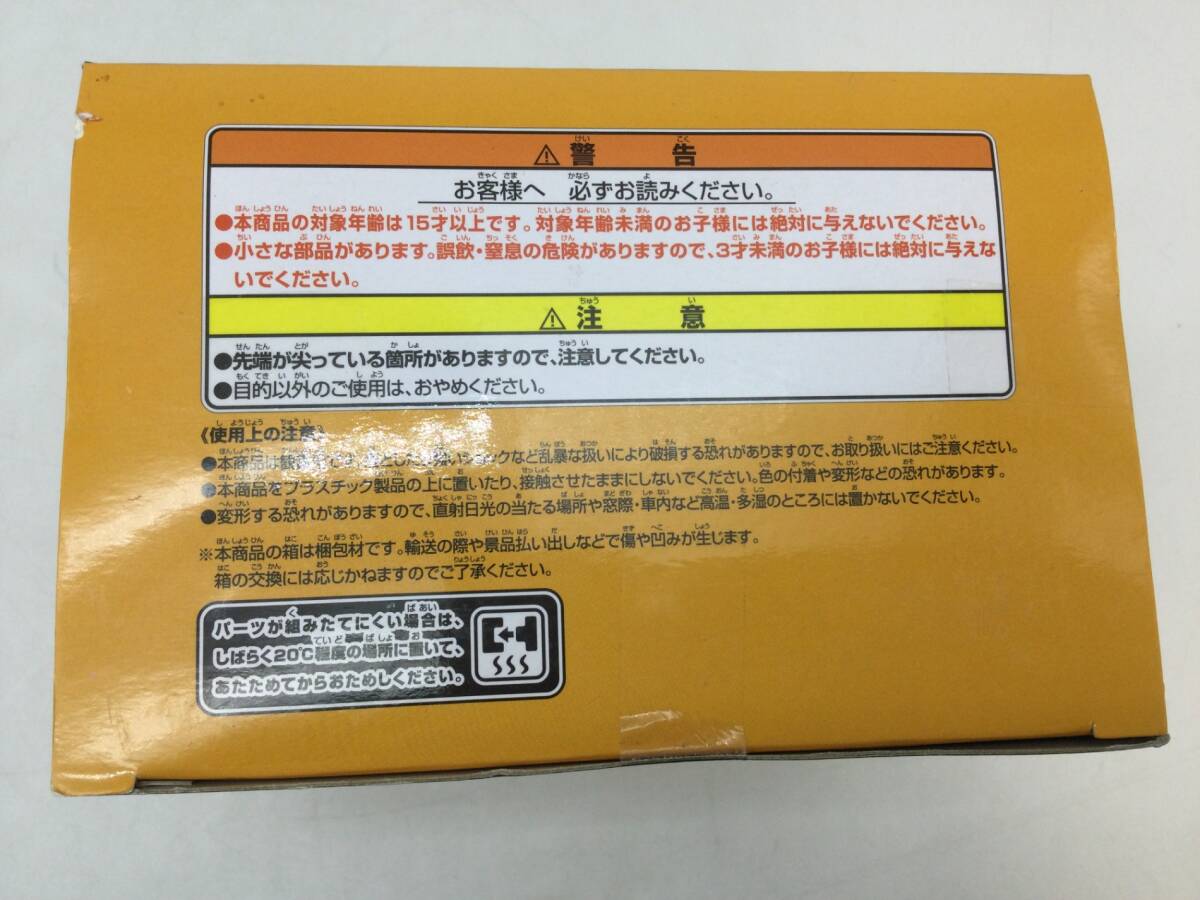 ⚠警告
お客様へ 必ずお読みください。
●本商品の対象年齢は15才以上です。対象年齢未満のお子様には絶対に与えないでください。
●小さな部品があります。誤飲・窒息の危険がありますので、3才未満のお子様には絶対に与えな
いでください。
⚠注意
●先端が尖っている箇所がありますので、注意してください。
●目的以外のご使用は、おやめください。
《使用上の注意》
●本商品は ショックなど乱暴な扱いにより破損する恐れがありますので、お取り扱いにはご注意ください。
●本商品をプラスチック製品の上に置いたり、接触させたままにしないでください。色の付着や変形などの恐れがあります。
●変形する恐れがありますので、直射日光の当たる場所や窓際・車内など高温・多湿のところには置かないでください。
※本商品の箱は梱包材です。輸送の際や景品払い出しなどで傷や凹みが生じます。
箱の交換には応じかねますのでご了承ください。
パーツが組みたてにくい場合は、
しばらく20℃程度の場所に置いて、
あたためてからおためしください。